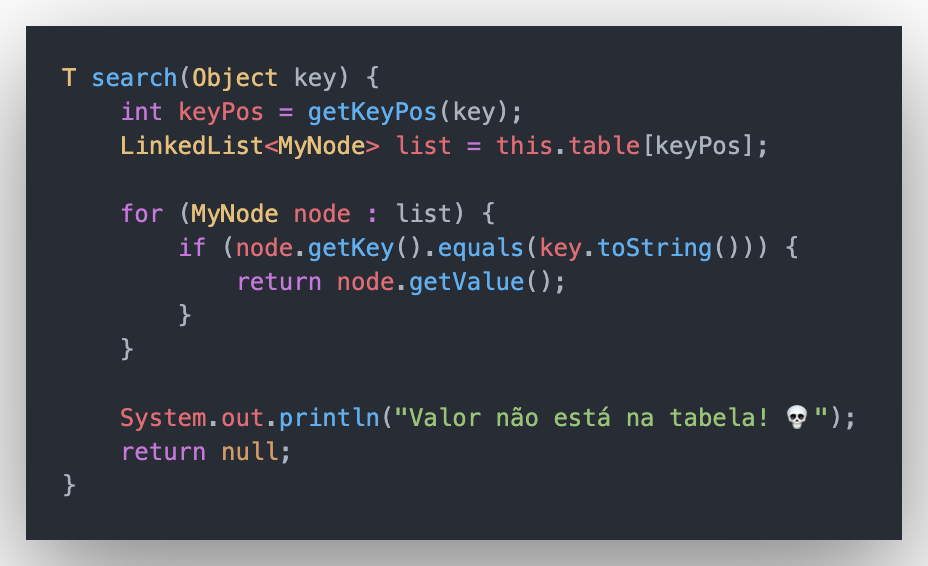 T search(Object key) {
    int keyPos = getKeyPos(key);
    LinkedList<MyNode> list = this.table[keyPos];

    for (MyNode node : list) {
        if (node.getKey().equals(key.toString())) {
            return node.getValue();
        }
    }

    System.out.println("Valor não está na tabela! 💀");
    return null;
}